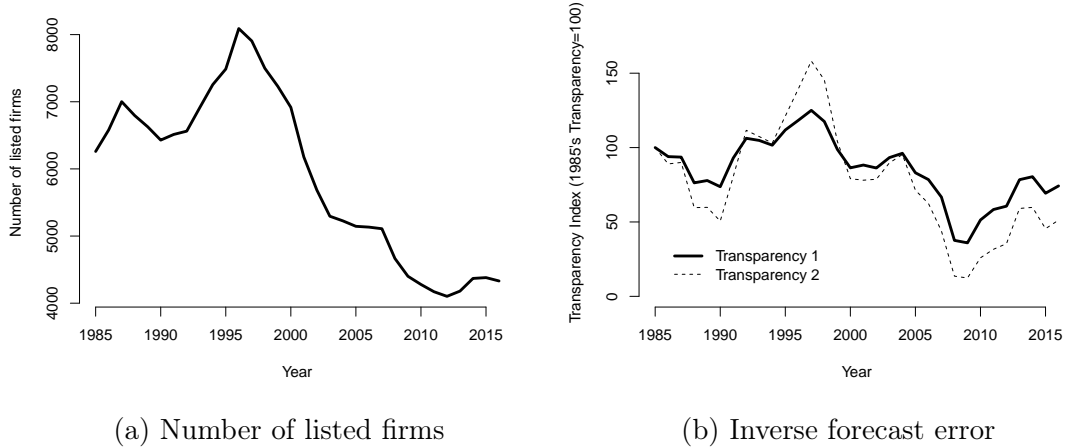 Number of listed firms
8000
7000
6000
5000
4000
1985 1990 1995 2000 2005 2010 2015
Year
(a) Number of listed firms
Transparency Index (1985's Transparency=100)
150
100
50
0
Transparency 1
Transparency 2
1985 1990 1995 2000 2005 2010 2015
Year
(b) Inverse forecast error